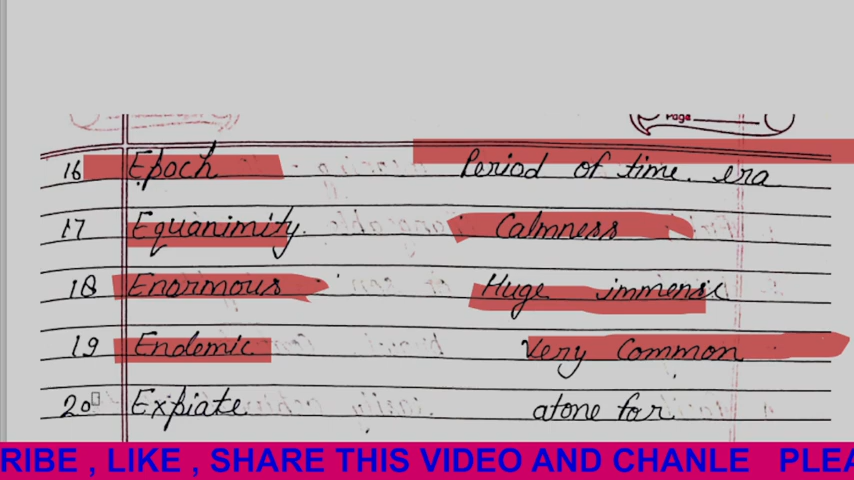 Page
16 Epoch Period of time. era
17 Equanimity. Calmness
18 Enormous Huge immense
19 Endemic Very Common
20 Expiate atone for
RIBE , LIKE , SHARE THIS VIDEO AND CHANLE PLEA